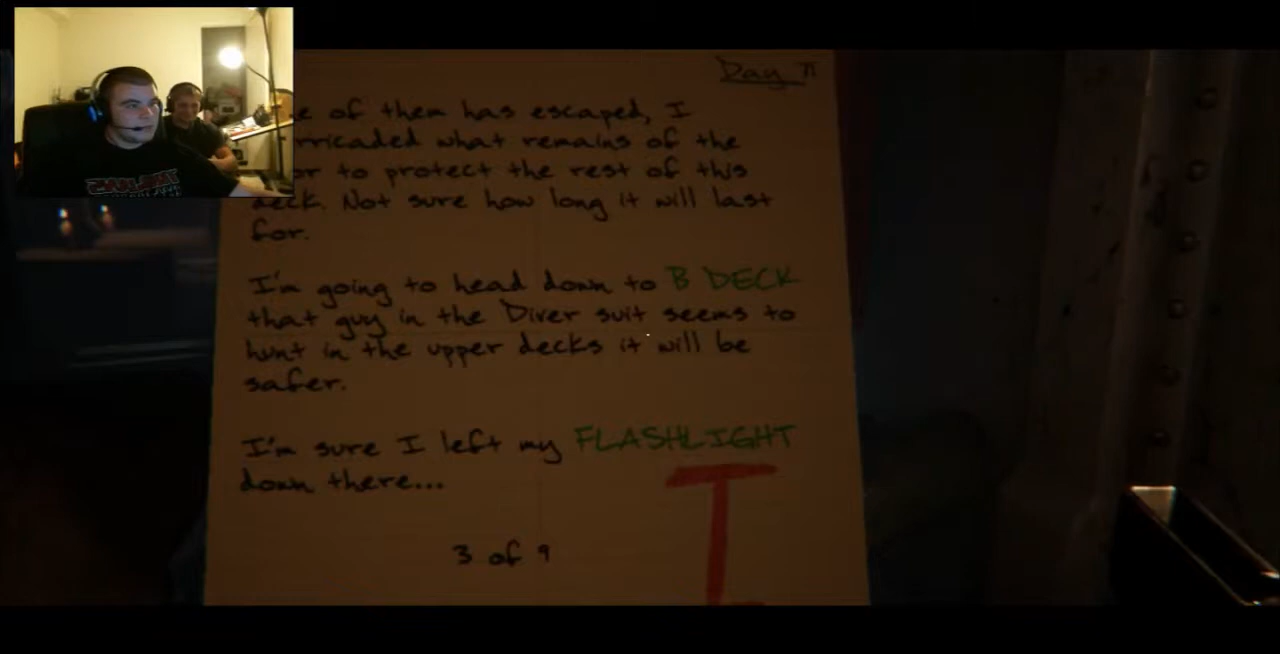 Day π
of them has escaped, I
what remains of the
to protect the rest of this
deck. Not sure how long it will last
for.
I'm going to head down to B DECK
that guy in the Diver suit seems to
hunt in the upper decks it will be
safer.
I'm sure I left my FLASHLIGHT
down there...
3 of 9
I